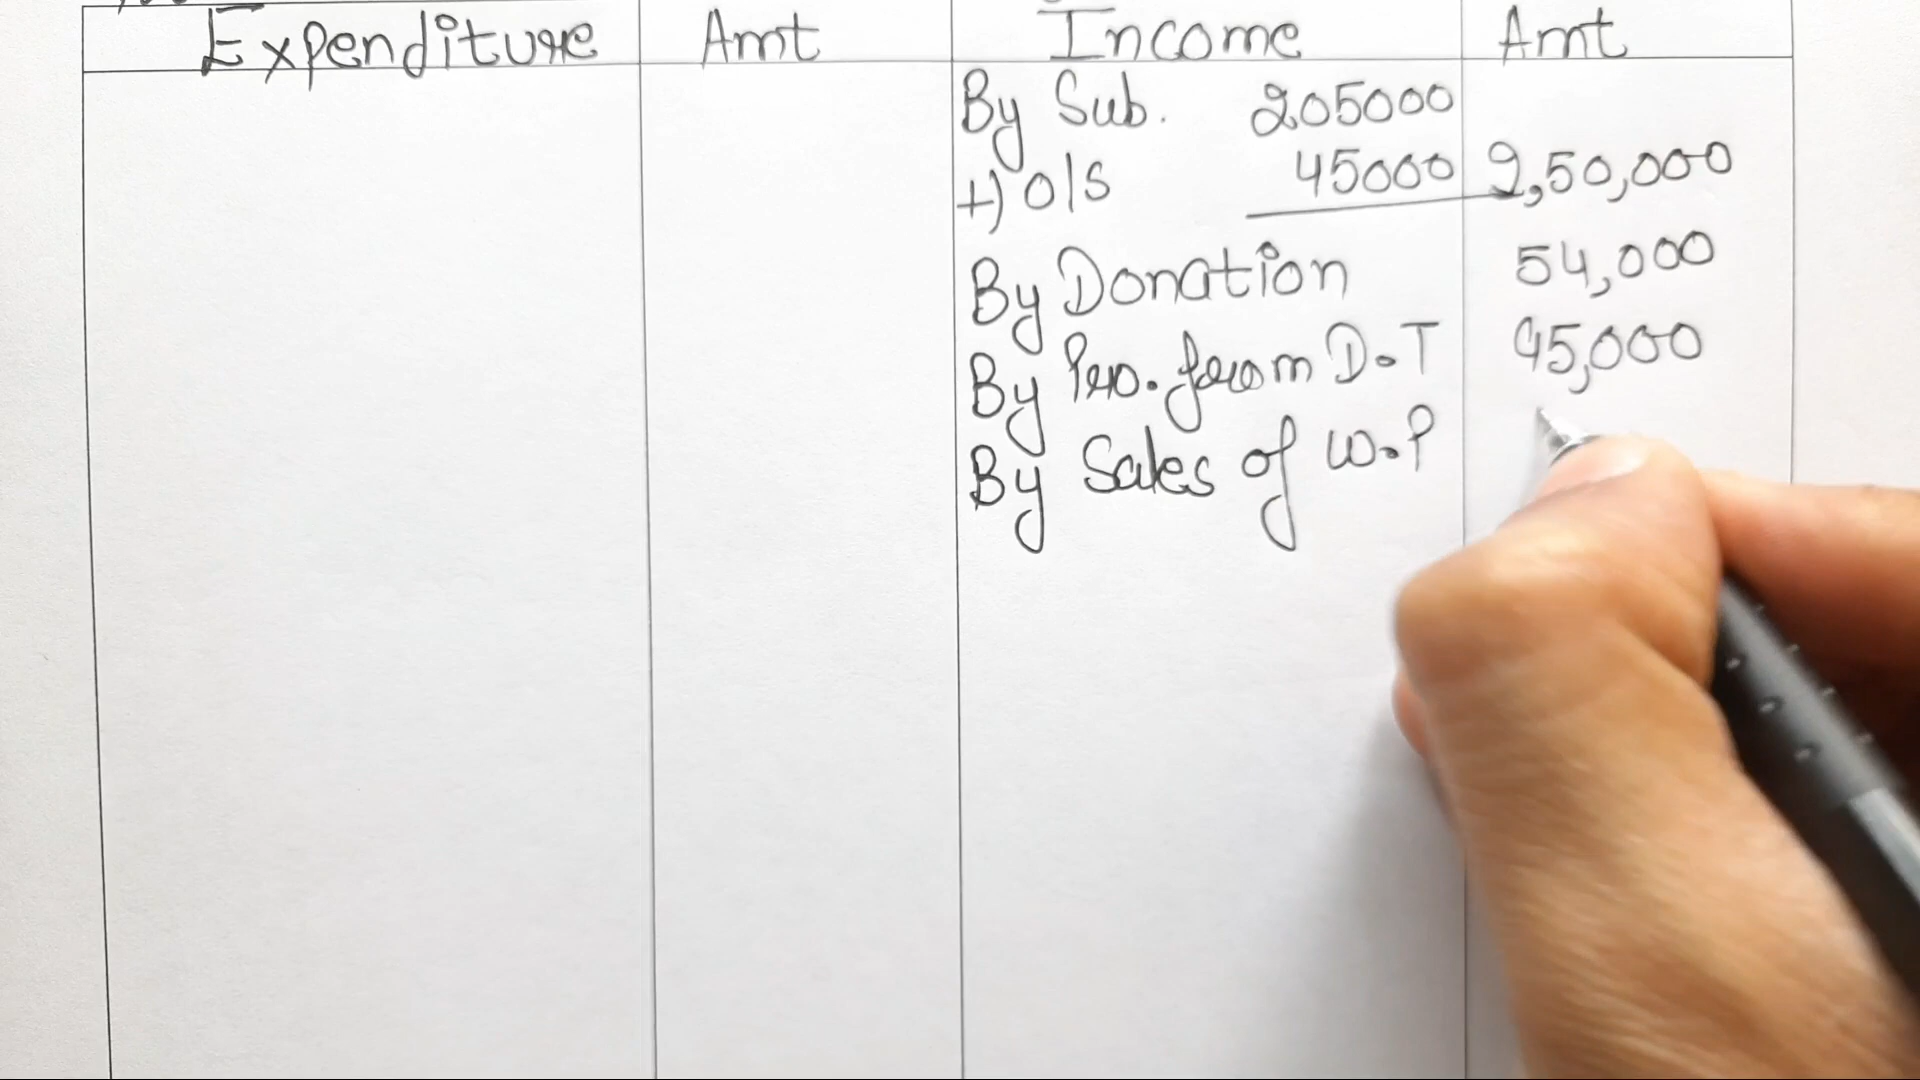 Expenditure Amt Income Amt
By Sub. 205000
+) O/S 45000 2,50,000
By Donation 54,000
By Pro. from D.T 95,000
By Sales of W.P